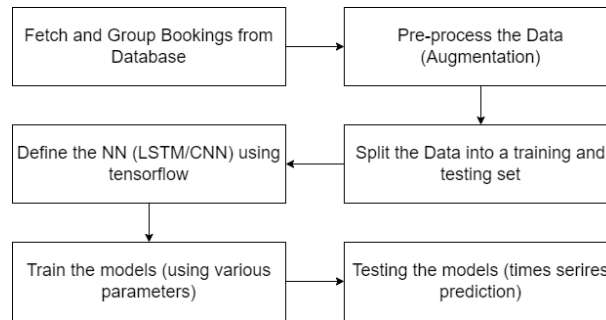 Fetch and Group Bookings from
Database
Pre-process the Data
(Augmentation)
Split the Data into a training and
testing set
Define the NN (LSTM/CNN) using
tensorflow
Train the models (using various
parameters)
Testing the models (times serires
prediction)